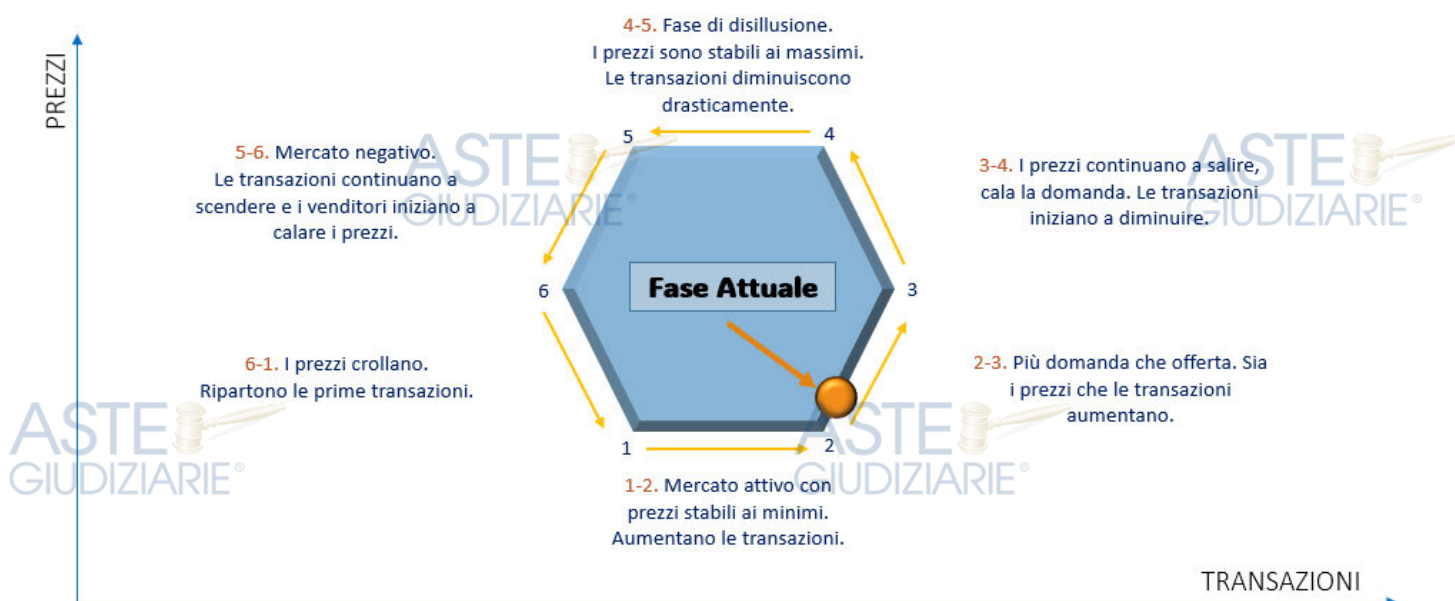 PREZZI
4-5. Fase di disillusione.
I prezzi sono stabili ai massimi.
Le transazioni diminuiscono
drasticamente.
5
4
5-6. Mercato negativo.
Le transazioni continuano a
scendere e i venditori iniziano a
calare i prezzi.
ASTE
GIUDIZIARIE®
3-4. I prezzi continuano a salire,
cala la domanda. Le transazioni
iniziano a diminuire.
ASTE
GIUDIZIARIE®
6
Fase Attuale
3
6-1. I prezzi crollano.
Ripartono le prime transazioni.
2-3. Più domanda che offerta. Sia
i prezzi che le transazioni
aumentano.
ASTE
GIUDIZIARIE®
1
2
ASTE
GIUDIZIARIE®
1-2. Mercato attivo con
prezzi stabili ai minimi.
Aumentano le transazioni.
TRANSAZIONI